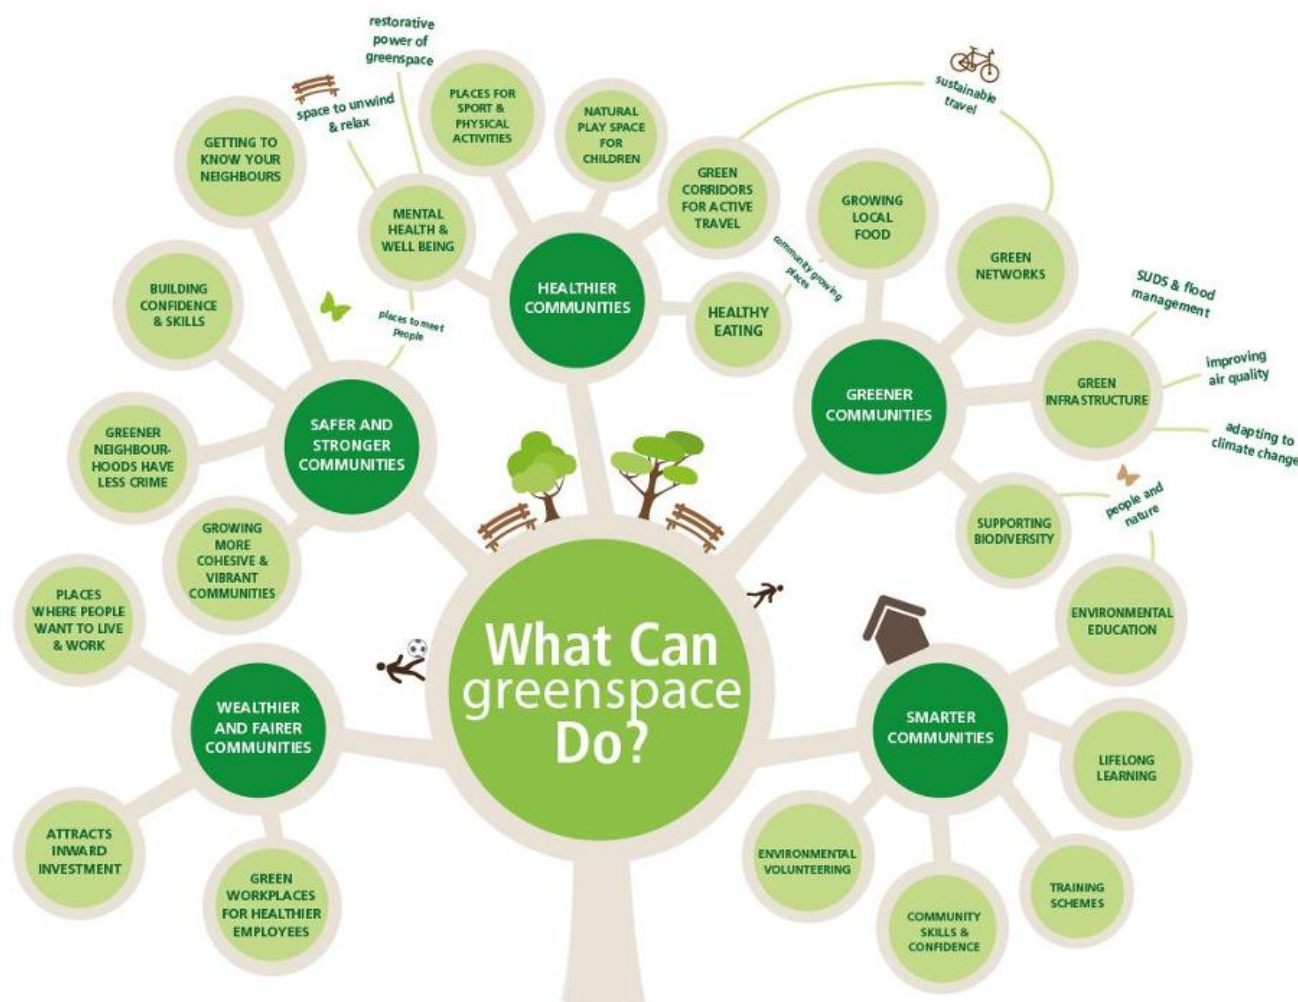 restorative
power of
greenspace
space to unwind
& relax
PLACES FOR
SPORT &
PHYSICAL
ACTIVITIES
NATURAL
PLAY SPACE
FOR
CHILDREN
sustainable
travel
GETTING TO
KNOW YOUR
NEIGHBOURS
MENTAL
HEALTH &
WELL BEING
GREEN
CORRIDORS
FOR ACTIVE
TRAVEL
GROWING
LOCAL
FOOD
GREEN
NETWORKS
community growing
places
BUILDING
CONFIDENCE
& SKILLS
places to meet
people
HEALTHIER
COMMUNITIES
HEALTHY
EATING
SUDS & flood
management
improving
air quality
adapting to
climate change
GREEN
INFRASTRUCTURE
GREENER
COMMUNITIES
SAFER AND
STRONGER
COMMUNITIES
GREENER
NEIGHBOUR-
HOODS HAVE
LESS CRIME
GROWING
MORE
COHESIVE &
VIBRANT
COMMUNITIES
SUPPORTING
BIODIVERSITY
people and
nature
PLACES
WHERE PEOPLE
WANT TO LIVE
& WORK
ENVIRONMENTAL
EDUCATION
What Can
greenspace
Do?
WEALTHIER
AND FAIRER
COMMUNITIES
SMARTER
COMMUNITIES
LIFELONG
LEARNING
ATTRACTS
INWARD
INVESTMENT
GREEN
WORKPLACES
FOR HEALTHIER
EMPLOYEES
ENVIRONMENTAL
VOLUNTEERING
COMMUNITY
SKILLS &
CONFIDENCE
TRAINING
SCHEMES